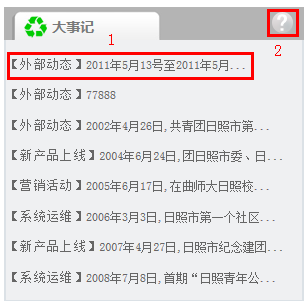 大事记
?
1
2
【外部动态】2011年5月13号至2011年5月...
【外部动态】77888
【外部动态】2002年4月26日,共青团日照市第...
【新产品上线】2004年6月24日,团日照市委、日...
【营销活动】2005年6月17日,在曲师大日照校...
【系统运维】2006年3月3日,日照市第一个社区...
【新产品上线】2007年4月27日,日照市纪念建团...
【系统运维】2008年7月8日,首期“日照青年公...